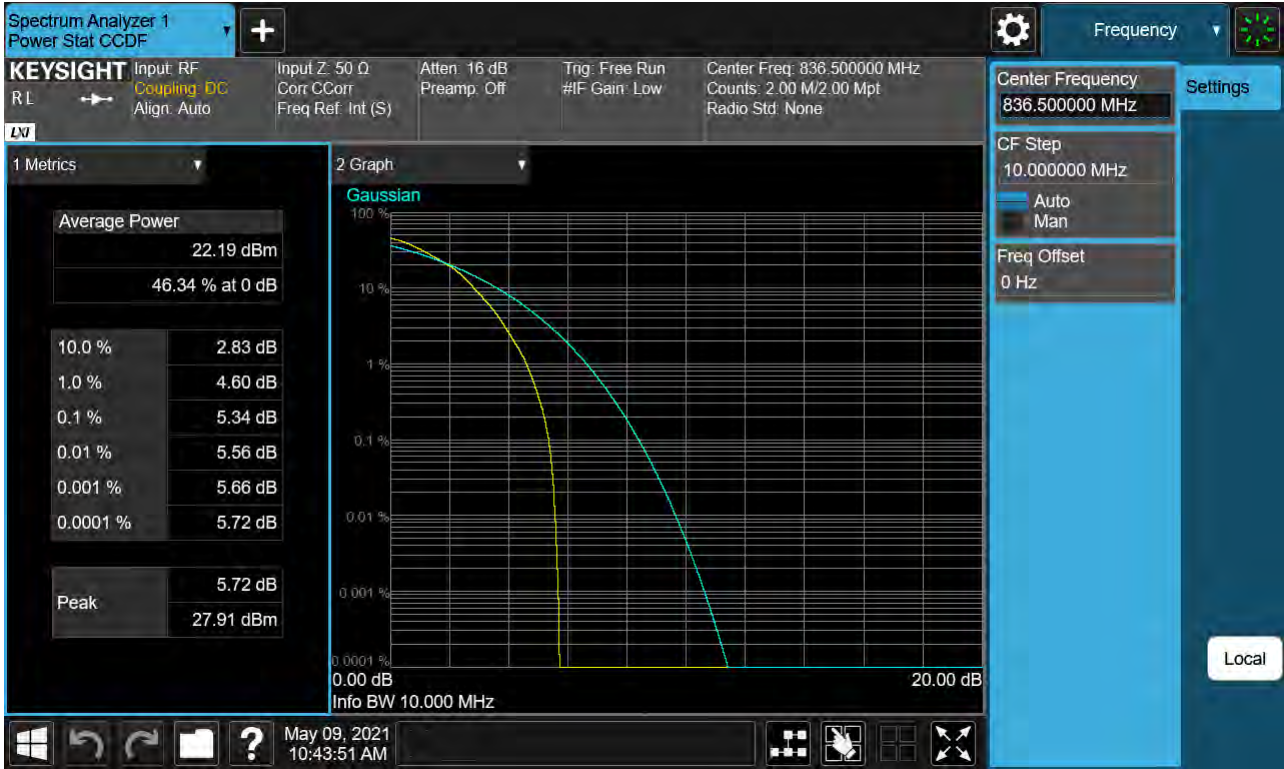 Spectrum Analyzer 1
Power Stat CCDF
Frequency
KEYSIGHT
R L
LXI
Input: RF
Coupling: DC
Align: Auto
Input Z: 50 Ω
Corr CCorr
Freq Ref: Int (S)
Atten: 16 dB
Preamp: Off
Trig: Free Run
#IF Gain: Low
Center Freq: 836.500000 MHz
Counts: 2.00 M/2.00 Mpt
Radio Std: None
Center Frequency
836.500000 MHz
Settings
CF Step
10.000000 MHz
Auto
Man
Freq Offset
0 Hz
1 Metrics
Average Power
22.19 dBm
46.34 % at 0 dB
10.0 % 2.83 dB
1.0 % 4.60 dB
0.1 % 5.34 dB
0.01 % 5.56 dB
0.001 % 5.66 dB
0.0001 % 5.72 dB
Peak
5.72 dB
27.91 dBm
2 Graph
Gaussian
100 %
10 %
1 %
0.1 %
0.01 %
0.001 %
0.0001 %
0.00 dB 20.00 dB
Info BW 10.000 MHz
Local
?
May 09, 2021
10:43:51 AM